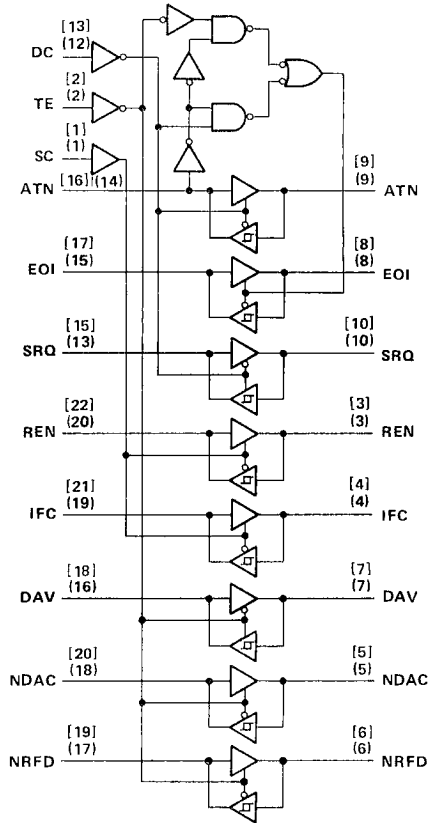 [13]
DC (12)
[2]
TE (2)
[1]
SC (1)
ATN [16] (14) [9] (9) ATN
[17] [8]
EOI (15) (8) EOI
[15] [10]
SRQ (13) (10) SRQ
[22] [3]
REN (20) (3) REN
[21] [4]
IFC (19) (4) IFC
[18] [7]
DAV (16) (7) DAV
[20] [5]
NDAC (18) (5) NDAC
[19] [6]
NRFD (17) (6) NRFD